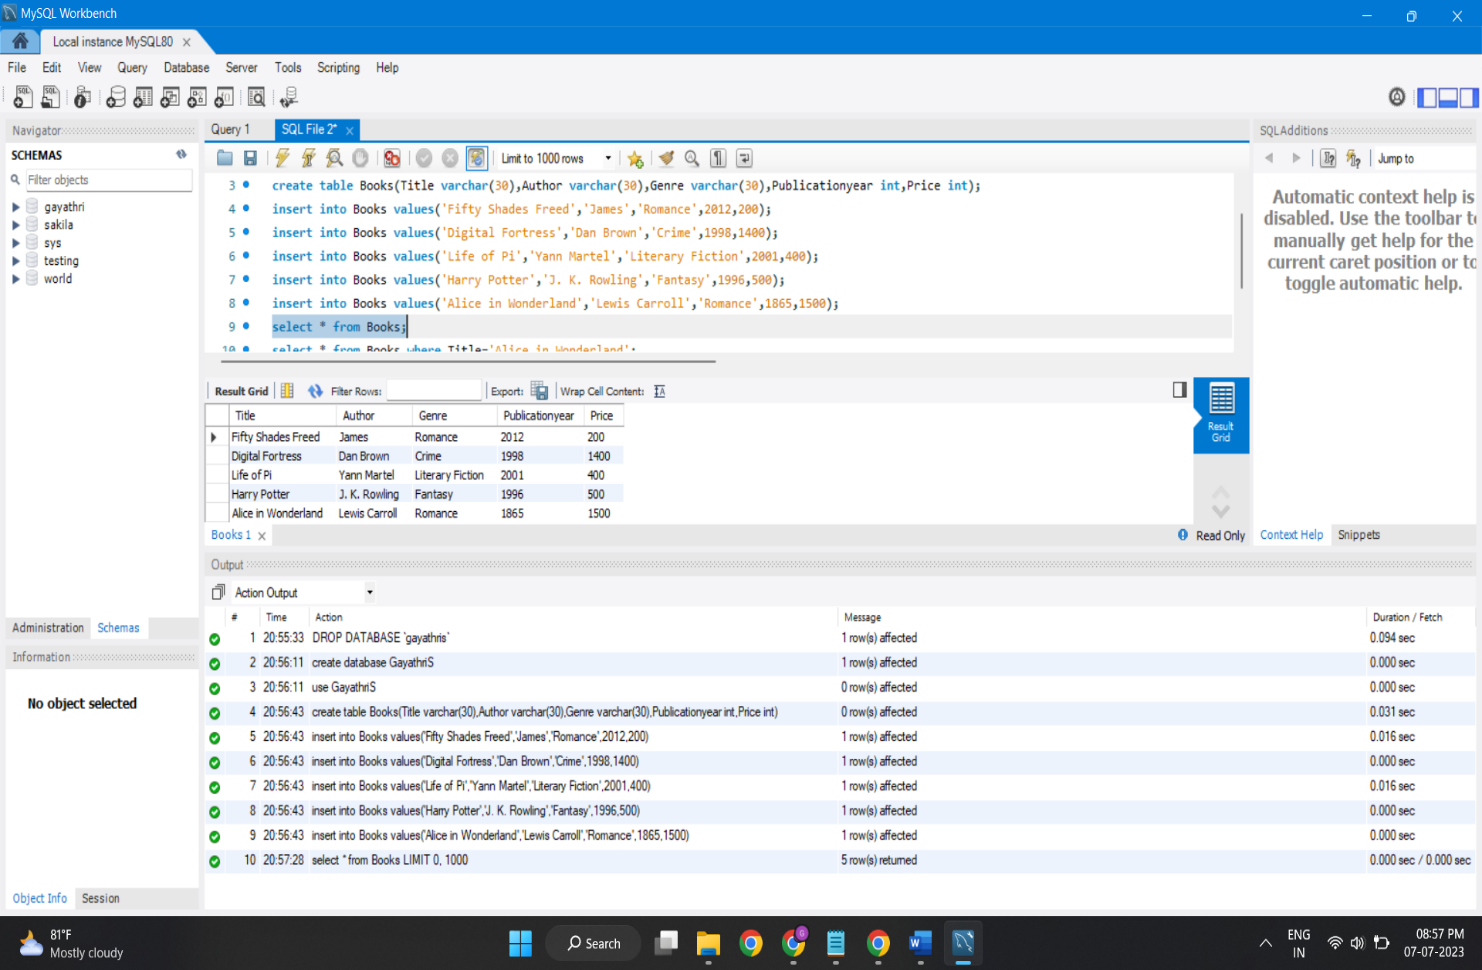 MySQL Workbench
Local instance MySQL80
File Edit View Query Database Server Tools Scripting Help
Navigator
SCHEMAS
Filter objects
gayathri
sakila
sys
testing
world
Administration Schemas
Information
No object selected
Object Info Session
Query 1 SQL File 2*
Limit to 1000 rows
3 create table Books(Title varchar(30),Author varchar(30),Genre varchar(30),Publicationyear int,Price int);
4 insert into Books values('Fifty Shades Freed','James','Romance',2012,200);
5 insert into Books values('Digital Fortress','Dan Brown','Crime',1998,1400);
6 insert into Books values('Life of Pi','Yann Martel','Literary Fiction',2001,400);
7 insert into Books values('Harry Potter','J. K. Rowling','Fantasy',1996,500);
8 insert into Books values('Alice in Wonderland','Lewis Carroll','Romance',1865,1500);
9 select * from Books;
10 select * from Books where Title='Alice in Wonderland';
Result Grid Filter Rows: Export: Wrap Cell Content:
Title Author Genre Publicationyear Price
Fifty Shades Freed James Romance 2012 200
Digital Fortress Dan Brown Crime 1998 1400
Life of Pi Yann Martel Literary Fiction 2001 400
Harry Potter J. K. Rowling Fantasy 1996 500
Alice in Wonderland Lewis Carroll Romance 1865 1500
Result
Grid
Books 1 Read Only
SQLAdditions
Jump to
Automatic context help is
disabled. Use the toolbar to
manually get help for the
current caret position or to
toggle automatic help.
Context Help Snippets
Output
Action Output
# Time Action Message Duration / Fetch
1 20:55:33 DROP DATABASE `gayathris` 1 row(s) affected 0.094 sec
2 20:56:11 create database GayathriS 1 row(s) affected 0.000 sec
3 20:56:11 use GayathriS 0 row(s) affected 0.000 sec
4 20:56:43 create table Books(Title varchar(30),Author varchar(30),Genre varchar(30),Publicationyear int,Price int) 0 row(s) affected 0.031 sec
5 20:56:43 insert into Books values('Fifty Shades Freed','James','Romance',2012,200) 1 row(s) affected 0.016 sec
6 20:56:43 insert into Books values('Digital Fortress','Dan Brown','Crime',1998,1400) 1 row(s) affected 0.000 sec
7 20:56:43 insert into Books values('Life of Pi','Yann Martel','Literary Fiction',2001,400) 1 row(s) affected 0.016 sec
8 20:56:43 insert into Books values('Harry Potter','J. K. Rowling','Fantasy',1996,500) 1 row(s) affected 0.000 sec
9 20:56:43 insert into Books values('Alice in Wonderland','Lewis Carroll','Romance',1865,1500) 1 row(s) affected 0.000 sec
10 20:57:28 select * from Books LIMIT 0, 1000 5 row(s) returned 0.000 sec / 0.000 sec
81°F
Mostly cloudy
Search
ENG
IN
08:57 PM
07-07-2023